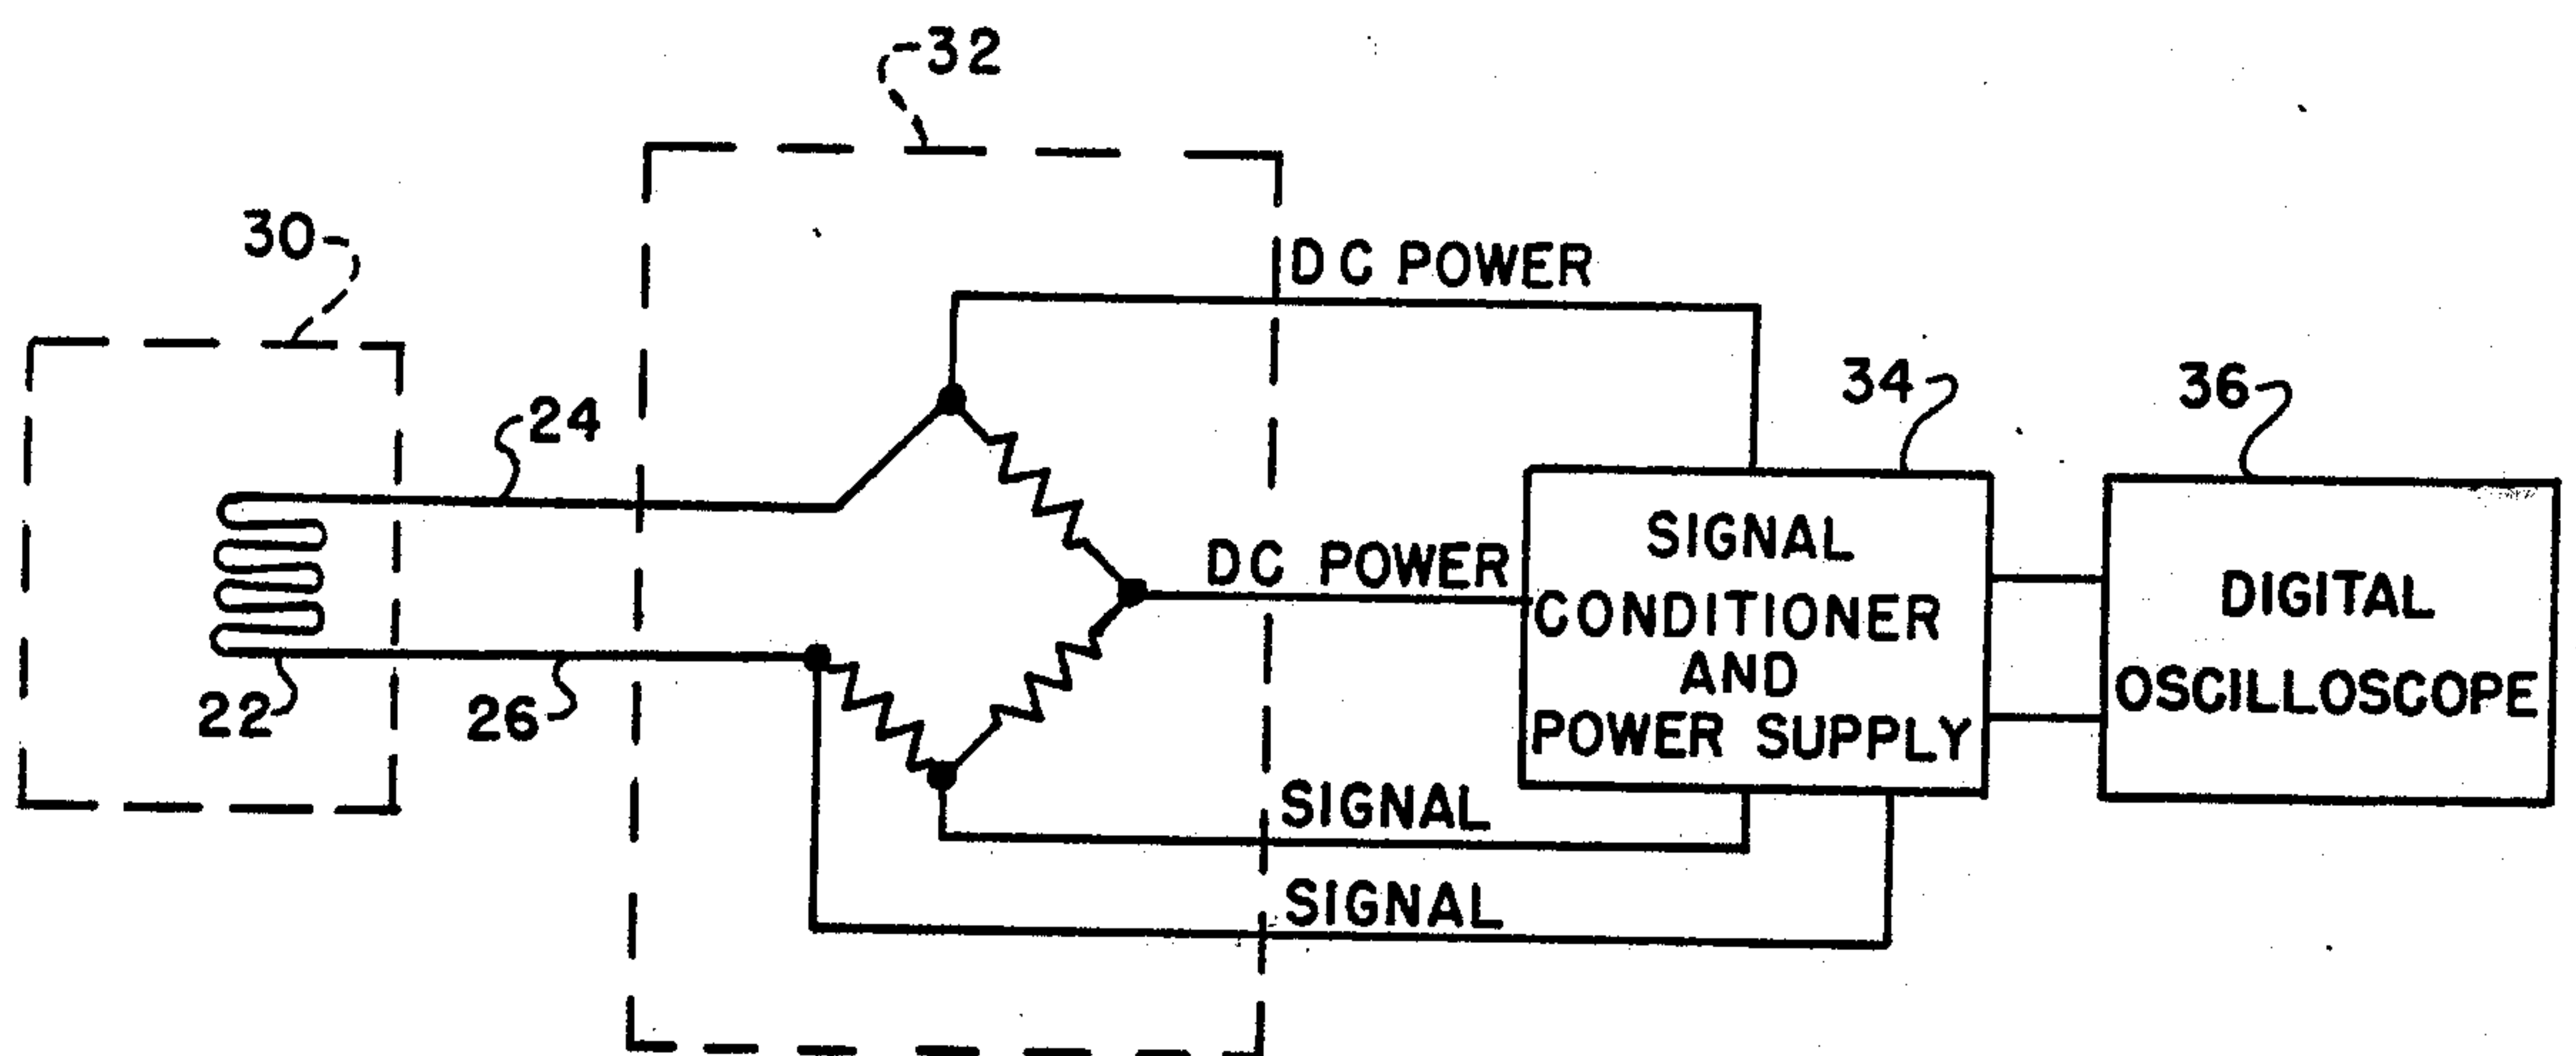 32
30
DC POWER
34
36
24
SIGNAL
CONDITIONER
AND
POWER SUPPLY
DC POWER
DIGITAL
OSCILLOSCOPE
22
26
SIGNAL
SIGNAL